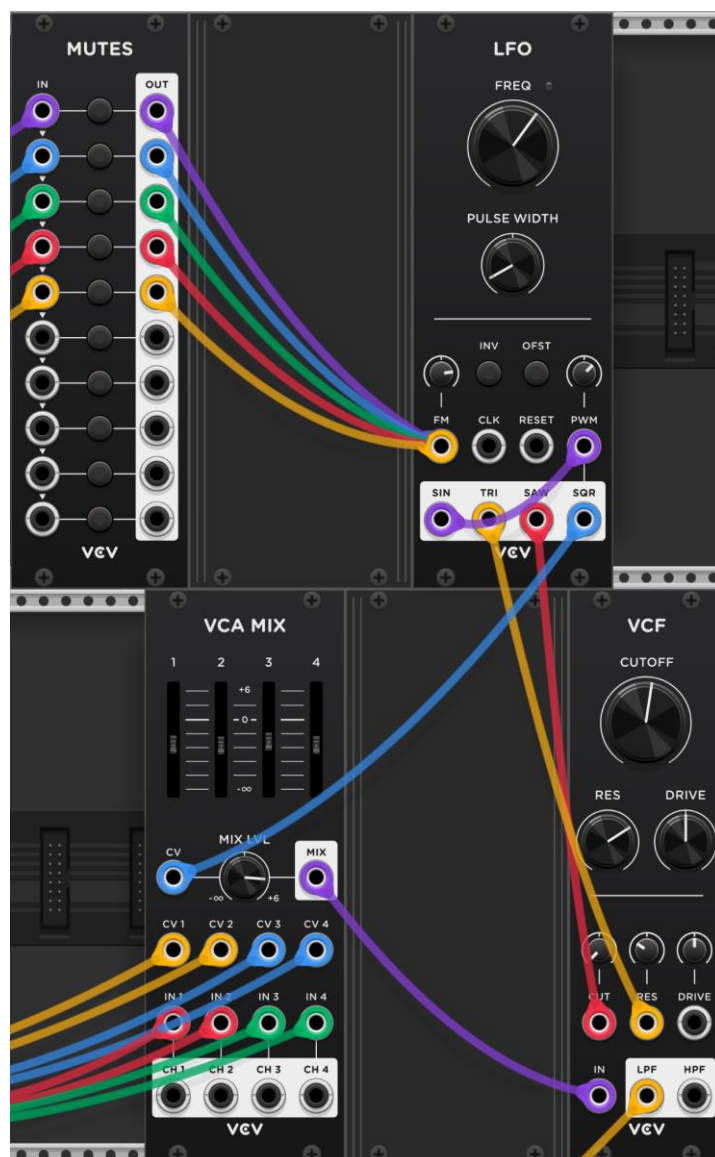 MUTES
IN OUT
VCV
LFO
FREQ
PULSE WIDTH
INV OFST
FM CLK RESET PWM
SIN TRI SAW SQR
VCV
VCA MIX
1 2 3 4
+6
0
-∞
MIX LVL
CV MIX
-∞ +6
CV 1 CV 2 CV 3 CV 4
IN 1 IN 2 IN 3 IN 4
CH 1 CH 2 CH 3 CH 4
VCV
VCF
CUTOFF
RES DRIVE
CUT RES DRIVE
IN LPF HPF
VCV